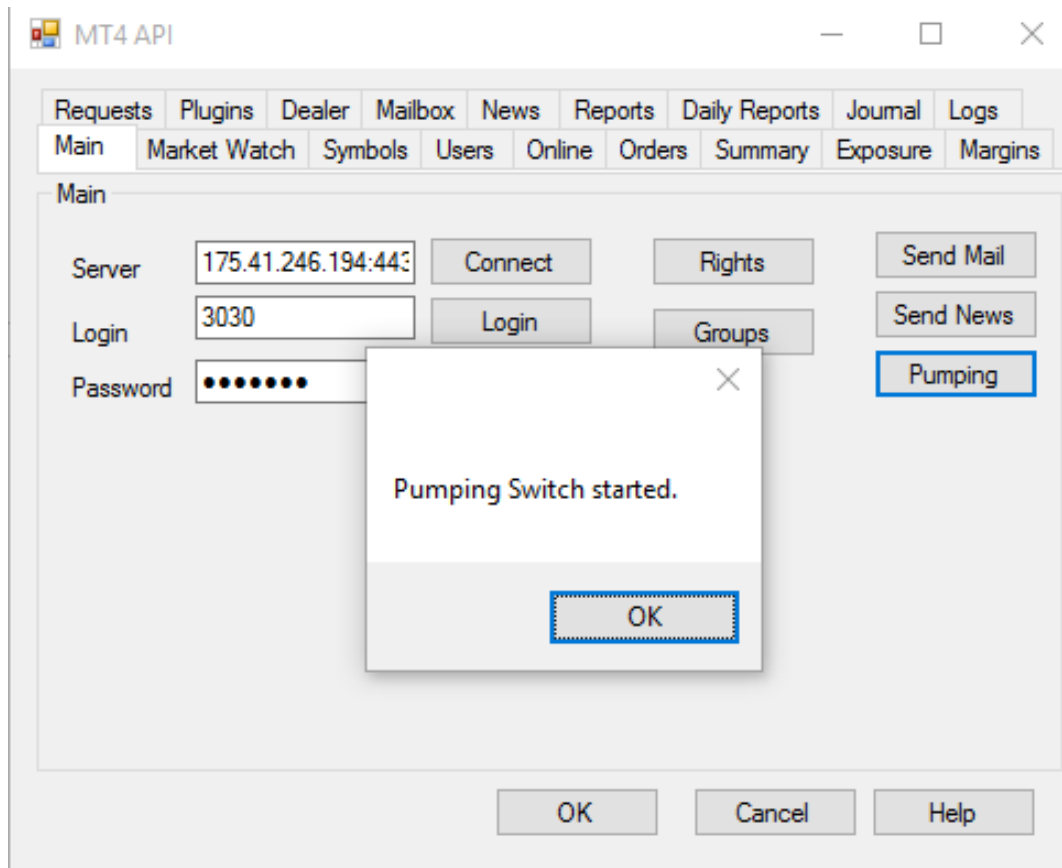 MT4 API
Requests Plugins Dealer Mailbox News Reports Daily Reports Journal Logs
Main Market Watch Symbols Users Online Orders Summary Exposure Margins
Main
Server 175.41.246.194:443 Connect Rights Send Mail
Login 3030 Login Groups Send News
Password ●●●●●●● Pumping
Pumping Switch started.
OK
OK Cancel Help